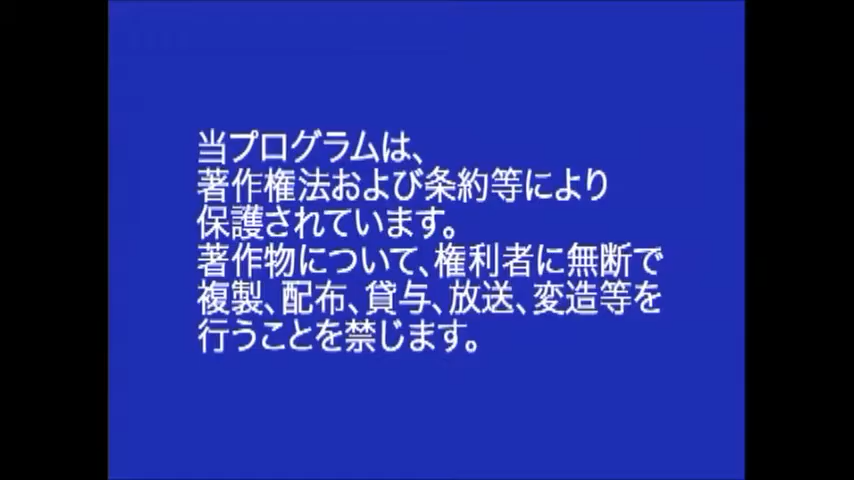 当プログラムは、
著作権法および条約等により
保護されています。
著作物について、権利者に無断で
複製、配布、貸与、放送、変造等を
行うことを禁じます。